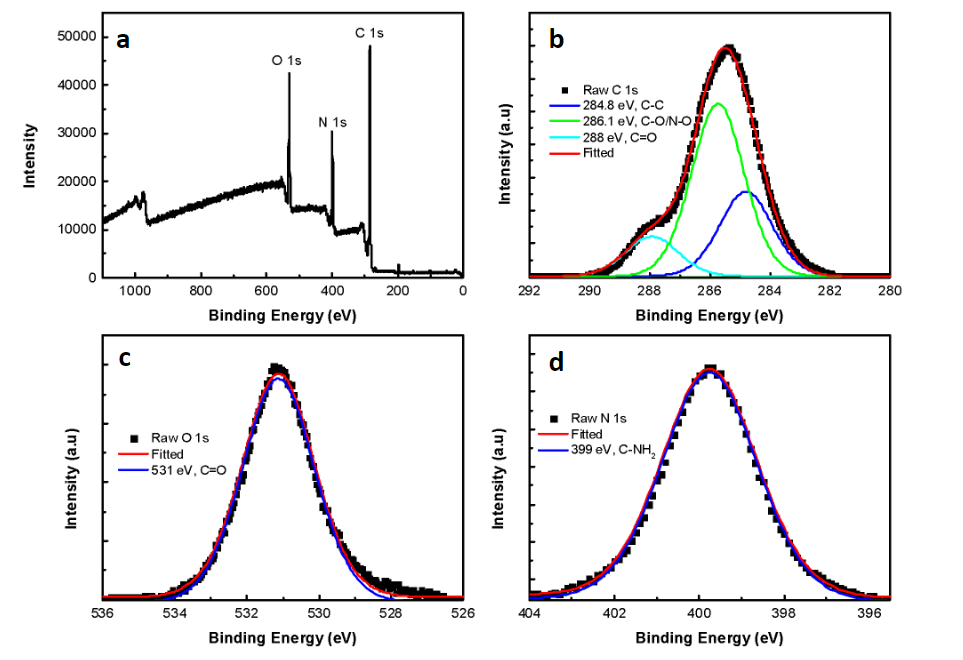 a
C 1s
O 1s
N 1s
50000
40000
30000
20000
10000
0
Intensity
1000
800
600
400
200
0
Binding Energy (eV)
b
Raw C 1s
284.8 eV, C-C
286.1 eV, C-O/N-O
288 eV, C=O
Fitted
Intensity (a.u)
292
290
288
286
284
282
280
Binding Energy (eV)
c
Raw O 1s
Fitted
531 eV, C=O
Intensity (a.u)
536
534
532
530
528
526
Binding Energy (eV)
d
Raw N 1s
Fitted
399 eV, C-NH₂
Intensity (a.u)
404
402
400
398
396
Binding Energy (eV)